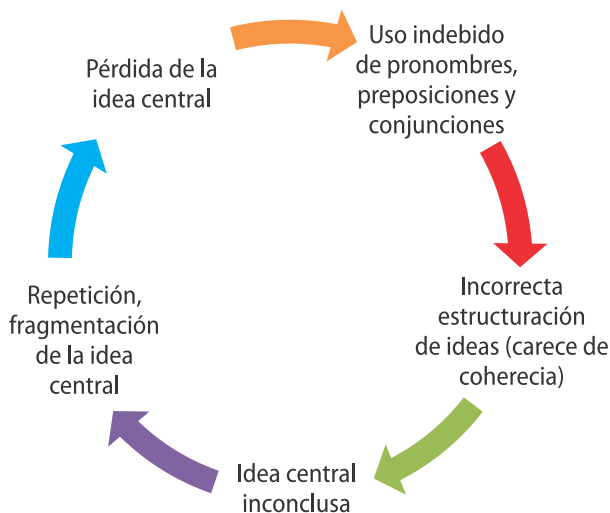 Pérdida de la
idea central
Uso indebido
de pronombres,
preposiciones y
conjunciones
Incorrecta
estructuración
de ideas (carece de
coherecia)
Idea central
inconclusa
Repetición,
fragmentación
de la idea
central